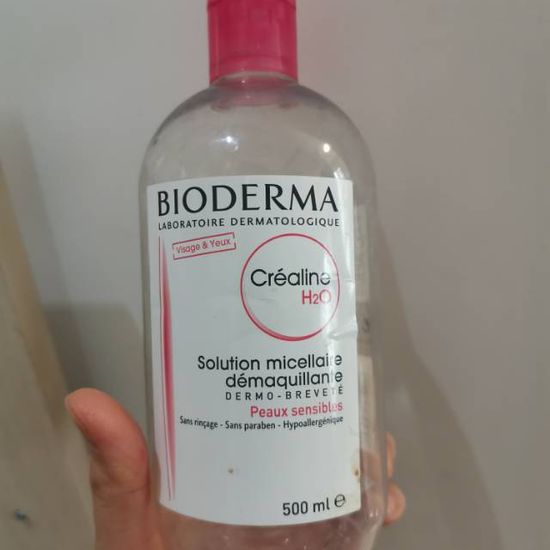 BIODERMA
LABORATOIRE DERMATOLOGIQUE
Visage & Yeux
Créaline
H2O
Solution micellaire
démaquillante
DERMO-BREVETÉ
Peaux sensibles
Sans rinçage - Sans paraben - Hypoallergénique
500 ml ℮